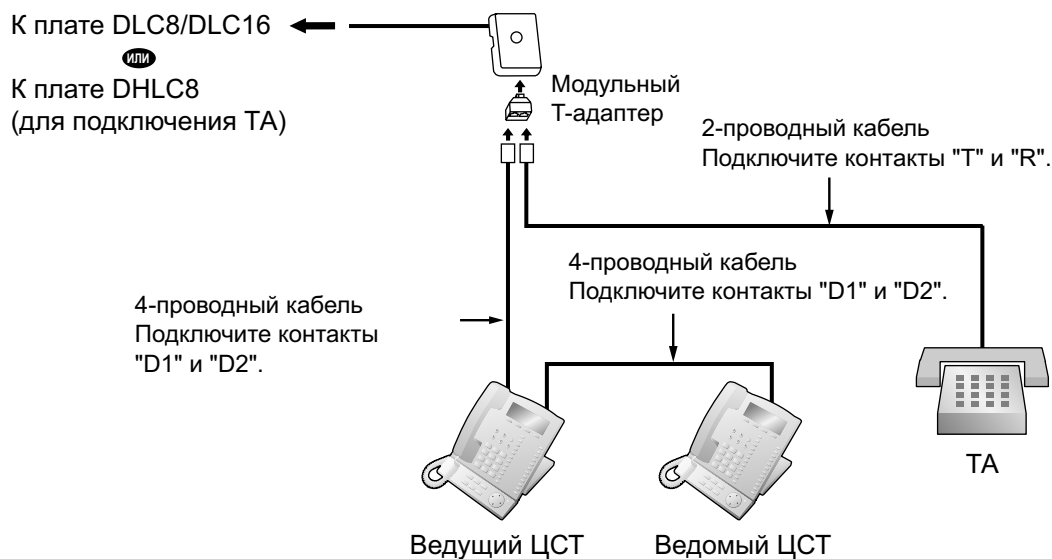 К плате DLC8/DLC16
или
К плате DHLC8
(для подключения ТА)
Модульный
Т-адаптер
2-проводный кабель
Подключите контакты "T" и "R".
4-проводный кабель
Подключите контакты "D1" и "D2".
4-проводный кабель
Подключите контакты
"D1" и "D2".
ТА
Ведущий ЦСТ
Ведомый ЦСТ